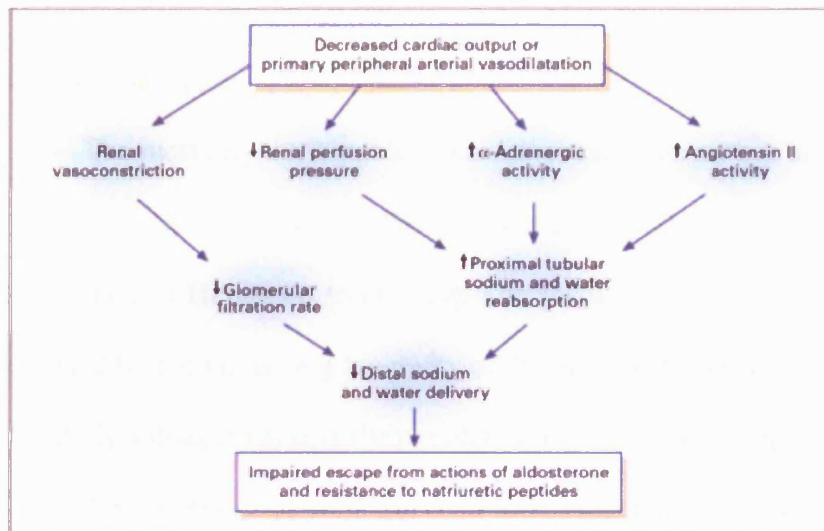 Decreased cardiac output or
primary peripheral arterial vasodilatation
Renal
vasoconstriction
↓Renal perfusion
pressure
↑α-Adrenergic
activity
↑Angiotensin II
activity
↓Glomerular
filtration rate
↑Proximal tubular
sodium and water
reabsorption
↓Distal sodium
and water delivery
Impaired escape from actions of aldosterone
and resistance to natriuretic peptides